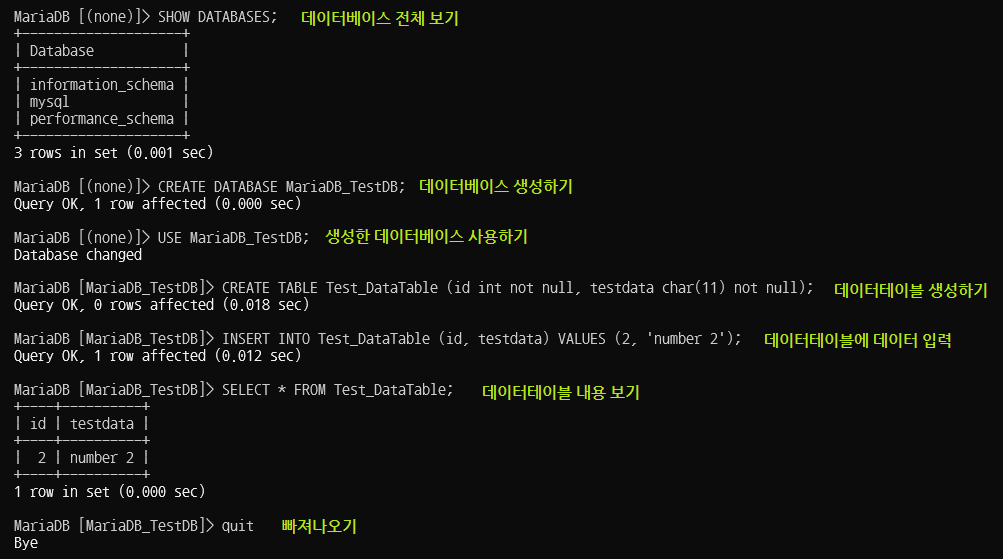 MariaDB [(none)]> SHOW DATABASES; 데이터베이스 전체 보기
+--------------------+
| Database           |
+--------------------+
| information_schema |
| mysql              |
| performance_schema |
+--------------------+
3 rows in set (0.001 sec)
MariaDB [(none)]> CREATE DATABASE MariaDB_TestDB; 데이터베이스 생성하기
Query OK, 1 row affected (0.000 sec)
MariaDB [(none)]> USE MariaDB_TestDB; 생성한 데이터베이스 사용하기
Database changed
MariaDB [MariaDB_TestDB]> CREATE TABLE Test_DataTable (id int not null, testdata char(11) not null); 데이터테이블 생성하기
Query OK, 0 rows affected (0.018 sec)
MariaDB [MariaDB_TestDB]> INSERT INTO Test_DataTable (id, testdata) VALUES (2, 'number 2'); 데이터테이블에 데이터 입력
Query OK, 1 row affected (0.012 sec)
MariaDB [MariaDB_TestDB]> SELECT * FROM Test_DataTable; 데이터테이블 내용 보기
+----+----------+
| id | testdata |
+----+----------+
|  2 | number 2 |
+----+----------+
1 row in set (0.000 sec)
MariaDB [MariaDB_TestDB]> quit 빠져나오기
Bye